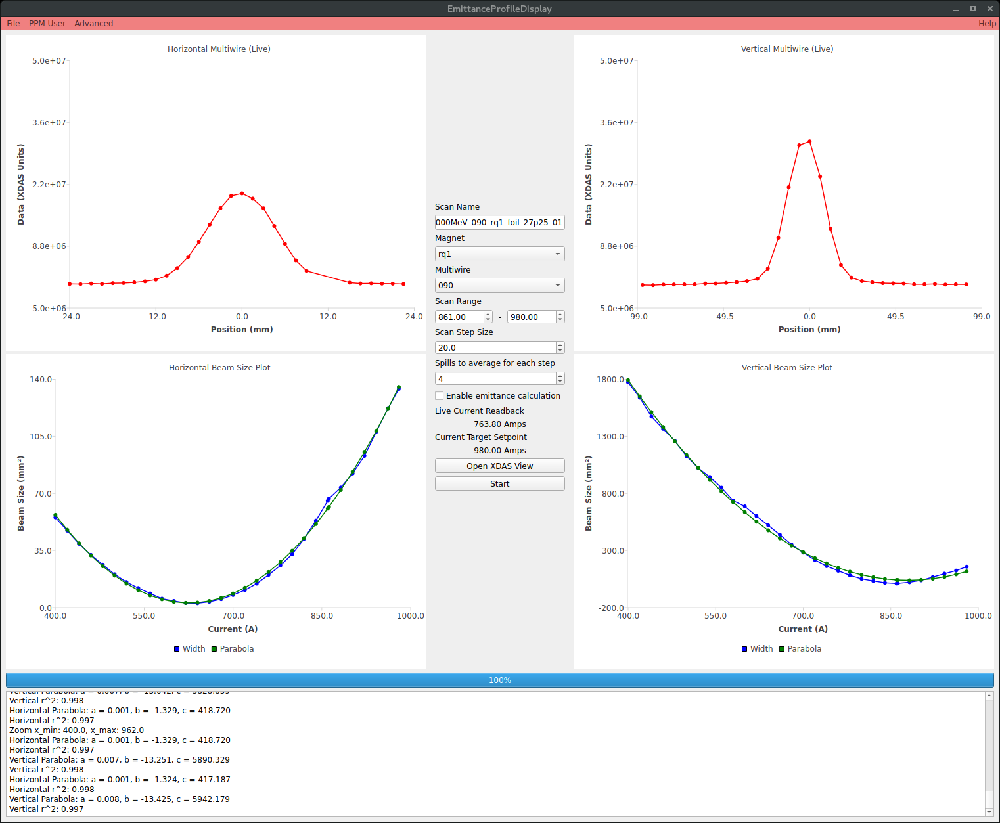 EmittanceProfileDisplay
File PPM User Advanced Help
Horizontal Multiwire (Live)
5.0e+07
3.6e+07
2.2e+07
8.8e+06
-5.0e+06
Data (XDAS Units)
-24.0 -12.0 0.0 12.0 24.0
Position (mm)
Vertical Multiwire (Live)
5.0e+07
3.6e+07
2.2e+07
8.8e+06
-5.0e+06
Data (XDAS Units)
-99.0 -49.5 0.0 49.5 99.0
Position (mm)
Scan Name
000MeV_090_rq1_foil_27p25_01
Magnet
rq1
Multiwire
090
Scan Range
861.00 - 980.00
Scan Step Size
20.0
Spills to average for each step
4
Enable emittance calculation
Live Current Readback
763.80 Amps
Current Target Setpoint
980.00 Amps
Open XDAS View
Start
Horizontal Beam Size Plot
140.0
105.0
70.0
35.0
0.0
Beam Size (mm²)
400.0 550.0 700.0 850.0 1000.0
Current (A)
Width Parabola
Vertical Beam Size Plot
1800.0
1300.0
800.0
300.0
-200.0
Beam Size (mm²)
400.0 550.0 700.0 850.0 1000.0
Current (A)
Width Parabola
100%
Vertical Parabola: a = 0.007, b = -13.042, c = 5828.859
Vertical r^2: 0.998
Horizontal Parabola: a = 0.001, b = -1.329, c = 418.720
Horizontal r^2: 0.997
Zoom x_min: 400.0, x_max: 962.0
Horizontal Parabola: a = 0.001, b = -1.329, c = 418.720
Horizontal r^2: 0.997
Vertical Parabola: a = 0.007, b = -13.251, c = 5890.329
Vertical r^2: 0.998
Horizontal Parabola: a = 0.001, b = -1.324, c = 417.187
Horizontal r^2: 0.998
Vertical Parabola: a = 0.008, b = -13.425, c = 5942.179
Vertical r^2: 0.997